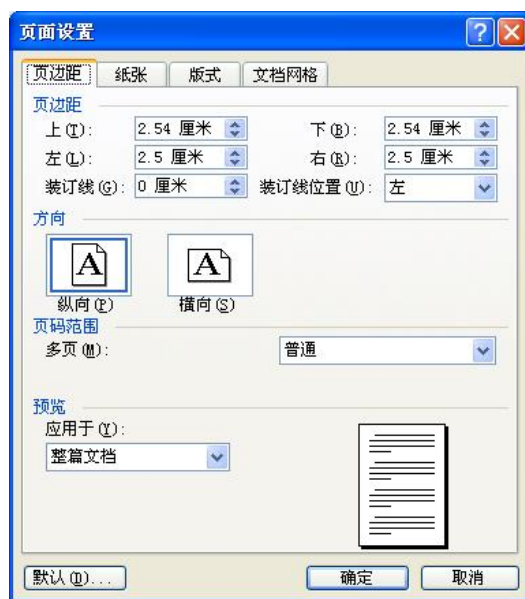 页面设置
页边距 纸张 版式 文档网格
页边距
上(T): 2.54 厘米 下(B): 2.54 厘米
左(L): 2.5 厘米 右(R): 2.5 厘米
装订线(G): 0 厘米 装订线位置(U): 左
方向
A A
纵向(P) 横向(S)
页码范围
多页(M): 普通
预览
应用于(Y):
整篇文档
默认(D)... 确定 取消